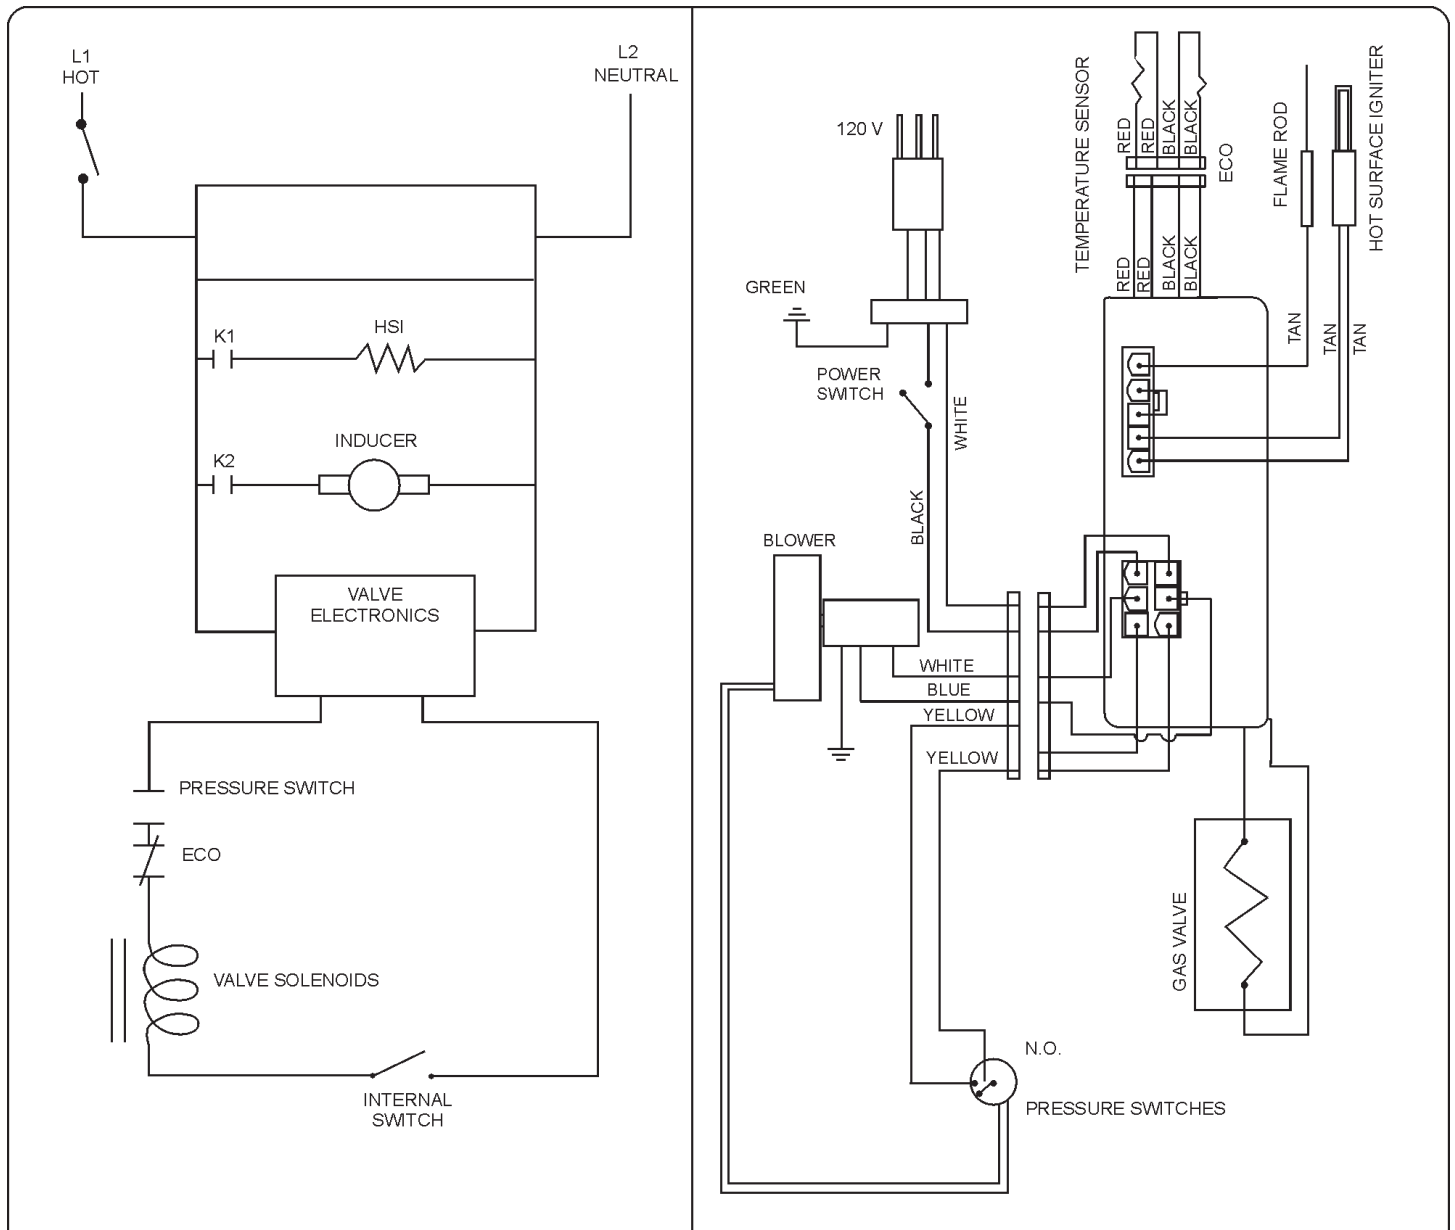 L1
HOT
L2
NEUTRAL
K1
HSI
K2
INDUCER
VALVE
ELECTRONICS
PRESSURE SWITCH
ECO
VALVE SOLENOIDS
INTERNAL
SWITCH
120 V
GREEN
POWER
SWITCH
WHITE
BLACK
BLOWER
WHITE
BLUE
YELLOW
YELLOW
TEMPERATURE SENSOR
RED
RED
BLACK
BLACK
ECO
RED
RED
BLACK
BLACK
FLAME ROD
HOT SURFACE IGNITER
TAN
TAN
TAN
GAS VALVE
N.O.
PRESSURE SWITCHES